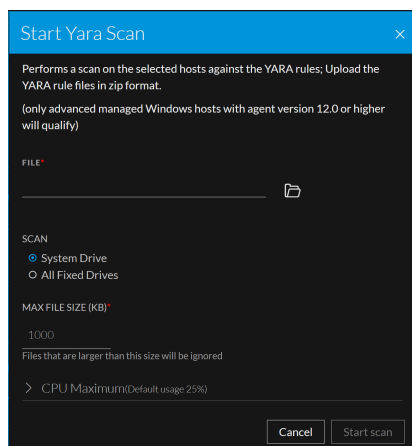 Start Yara Scan
Performs a scan on the selected hosts against the YARA rules; Upload the
YARA rule files in zip format.
(only advanced managed Windows hosts with agent version 12.0 or higher
will qualify)
FILE*
SCAN
System Drive
All Fixed Drives
MAX FILE SIZE (KB)*
1000
Files that are larger than this size will be ignored
CPU Maximum(Default usage 25%)
Cancel Start scan